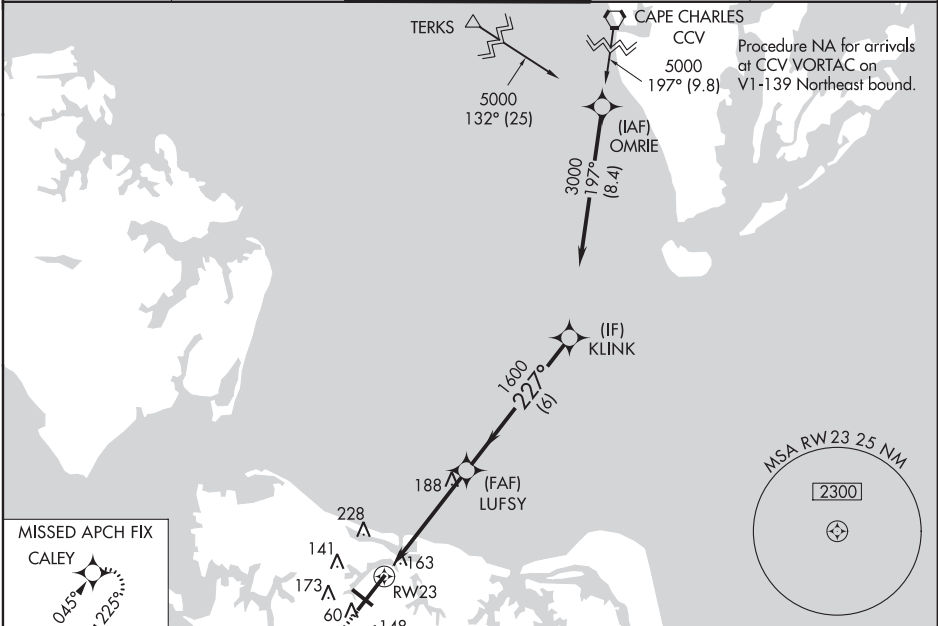 TERKS
CAPE CHARLES
CCV
Procedure NA for arrivals
at CCV VORTAC on
V1-139 Northeast bound.
5000
197° (9.8)
5000
132° (25)
(IAF)
OMRIE
3000
197°
(8.4)
(IF)
KLINK
1600
227°
(6)
MSA RW23 25 NM
2300
188
(FAF)
LUFSY
228
141
163
173
RW23
60
MISSED APCH FIX
CALEY
045°
225°